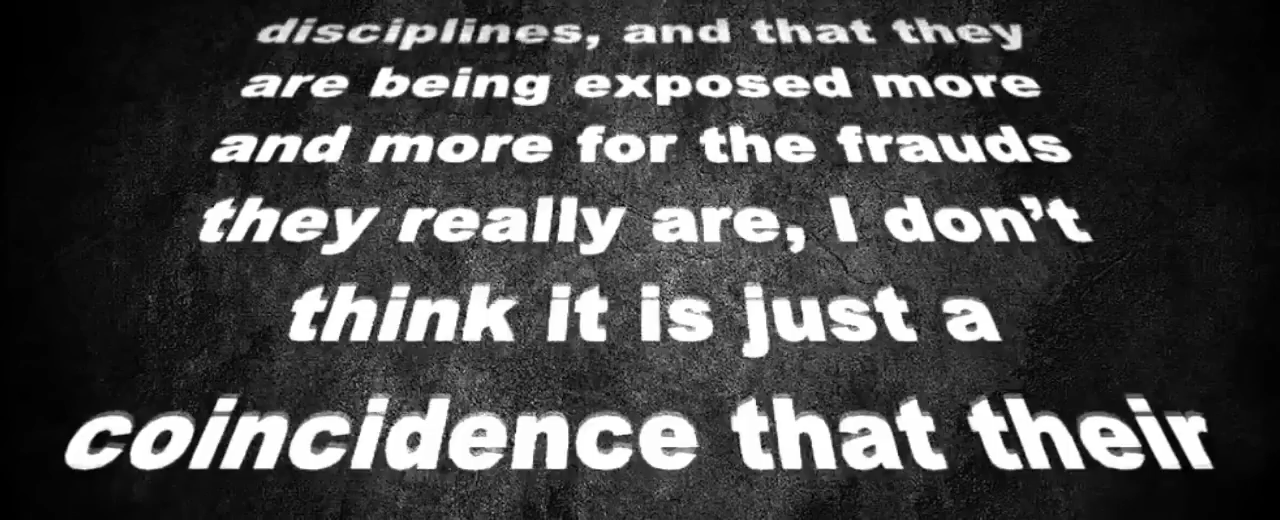 disciplines, and that they
are being exposed more
and more for the frauds
they really are, I don’t
think it is just a
coincidence that their